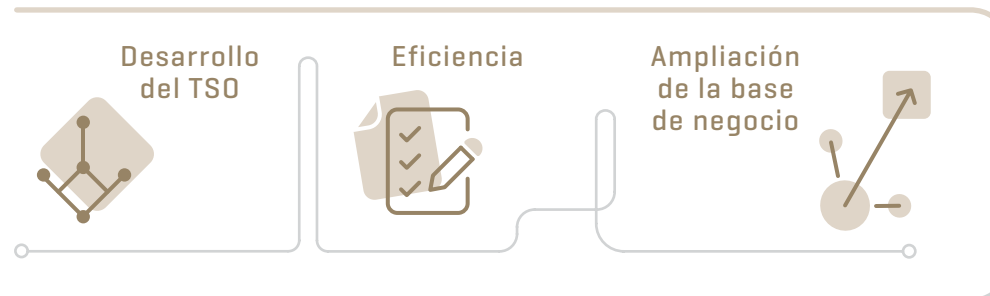 Desarrollo
del TSO
Eficiencia
Ampliación
de la base
de negocio